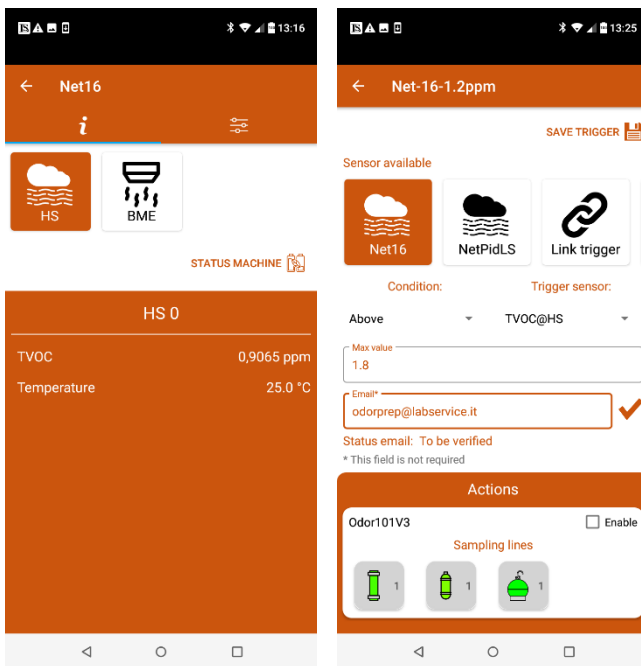 13:16
Net16
i
HS
BME
STATUS MACHINE
HS 0
TVOC 0,9065 ppm
Temperature 25.0 °C
13:25
Net-16-1.2ppm
SAVE TRIGGER
Sensor available
Net16
NetPidLS
Link trigger
Condition: Trigger sensor:
Above TVOC@HS
Max value
1.8
Email*
odorprep@labservice.it
Status email: To be verified
* This field is not required
Actions
Odor101V3 Enable
Sampling lines
1 1 1